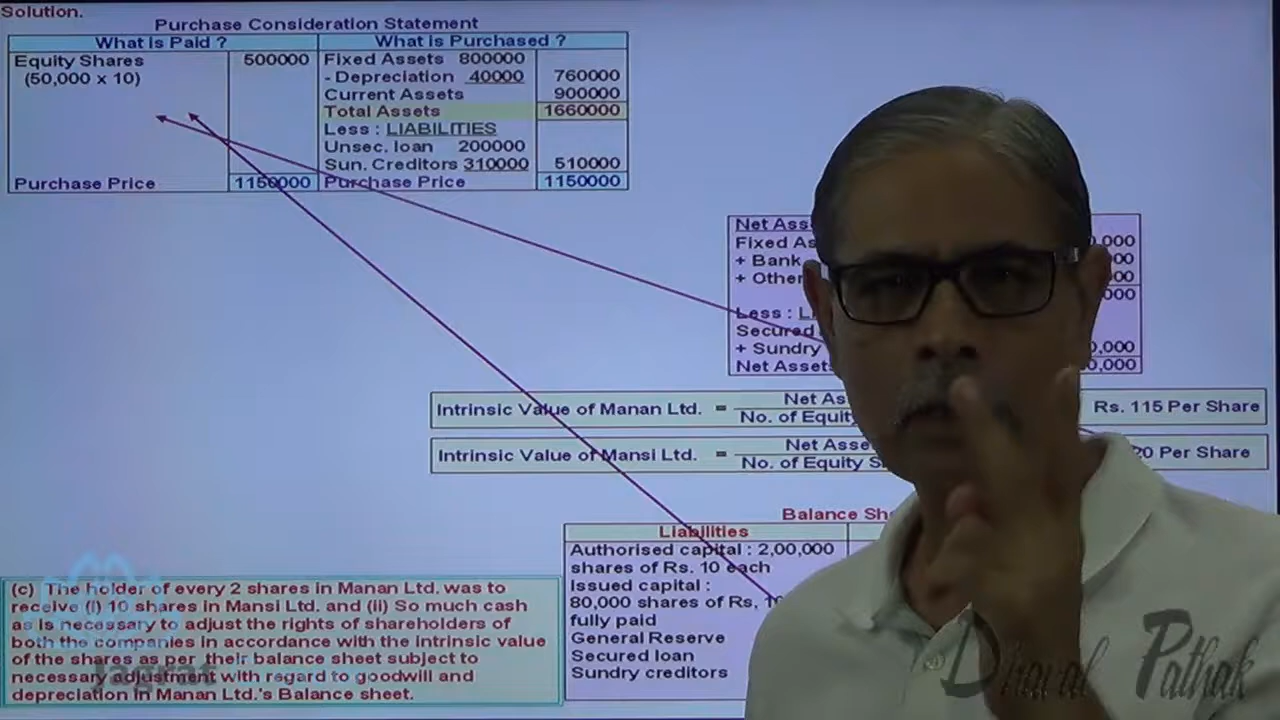 Solution.
Purchase Consideration Statement
What is Paid ? What is Purchased ?
Equity Shares 500000 Fixed Assets 800000
(50,000 x 10) - Depreciation 40000 760000
Current Assets 900000
Total Assets 1660000
Less : LIABILITIES
Unsec. loan 200000
Sun. Creditors 310000 510000
Purchase Price 1150000 Purchase Price 1150000
Net Ass
Fixed As
+ Bank
+ Other
Less :
Secured
+ Sundry
Net Asset
Intrinsic Value of Manan Ltd. = Net As
No. of Equity
Rs. 115 Per Share
Intrinsic Value of Mansi Ltd. = Net Asse
No. of Equity S
20 Per Share
Balance She
Liabilities
Authorised capital : 2,00,000
shares of Rs. 10 each
Issued capital :
80,000 shares of Rs, 10
fully paid
General Reserve
Secured loan
Sundry creditors
(c) The holder of every 2 shares in Manan Ltd. was to
receive (i) 10 shares in Mansi Ltd. and (ii) So much cash
as is necessary to adjust the rights of shareholders of
both the companies in accordance with the intrinsic value
of the shares as per their balance sheet subject to
necessary adjustment with regard to goodwill and
depreciation in Manan Ltd.'s Balance sheet.
Jagrat
Dhaval Pathak